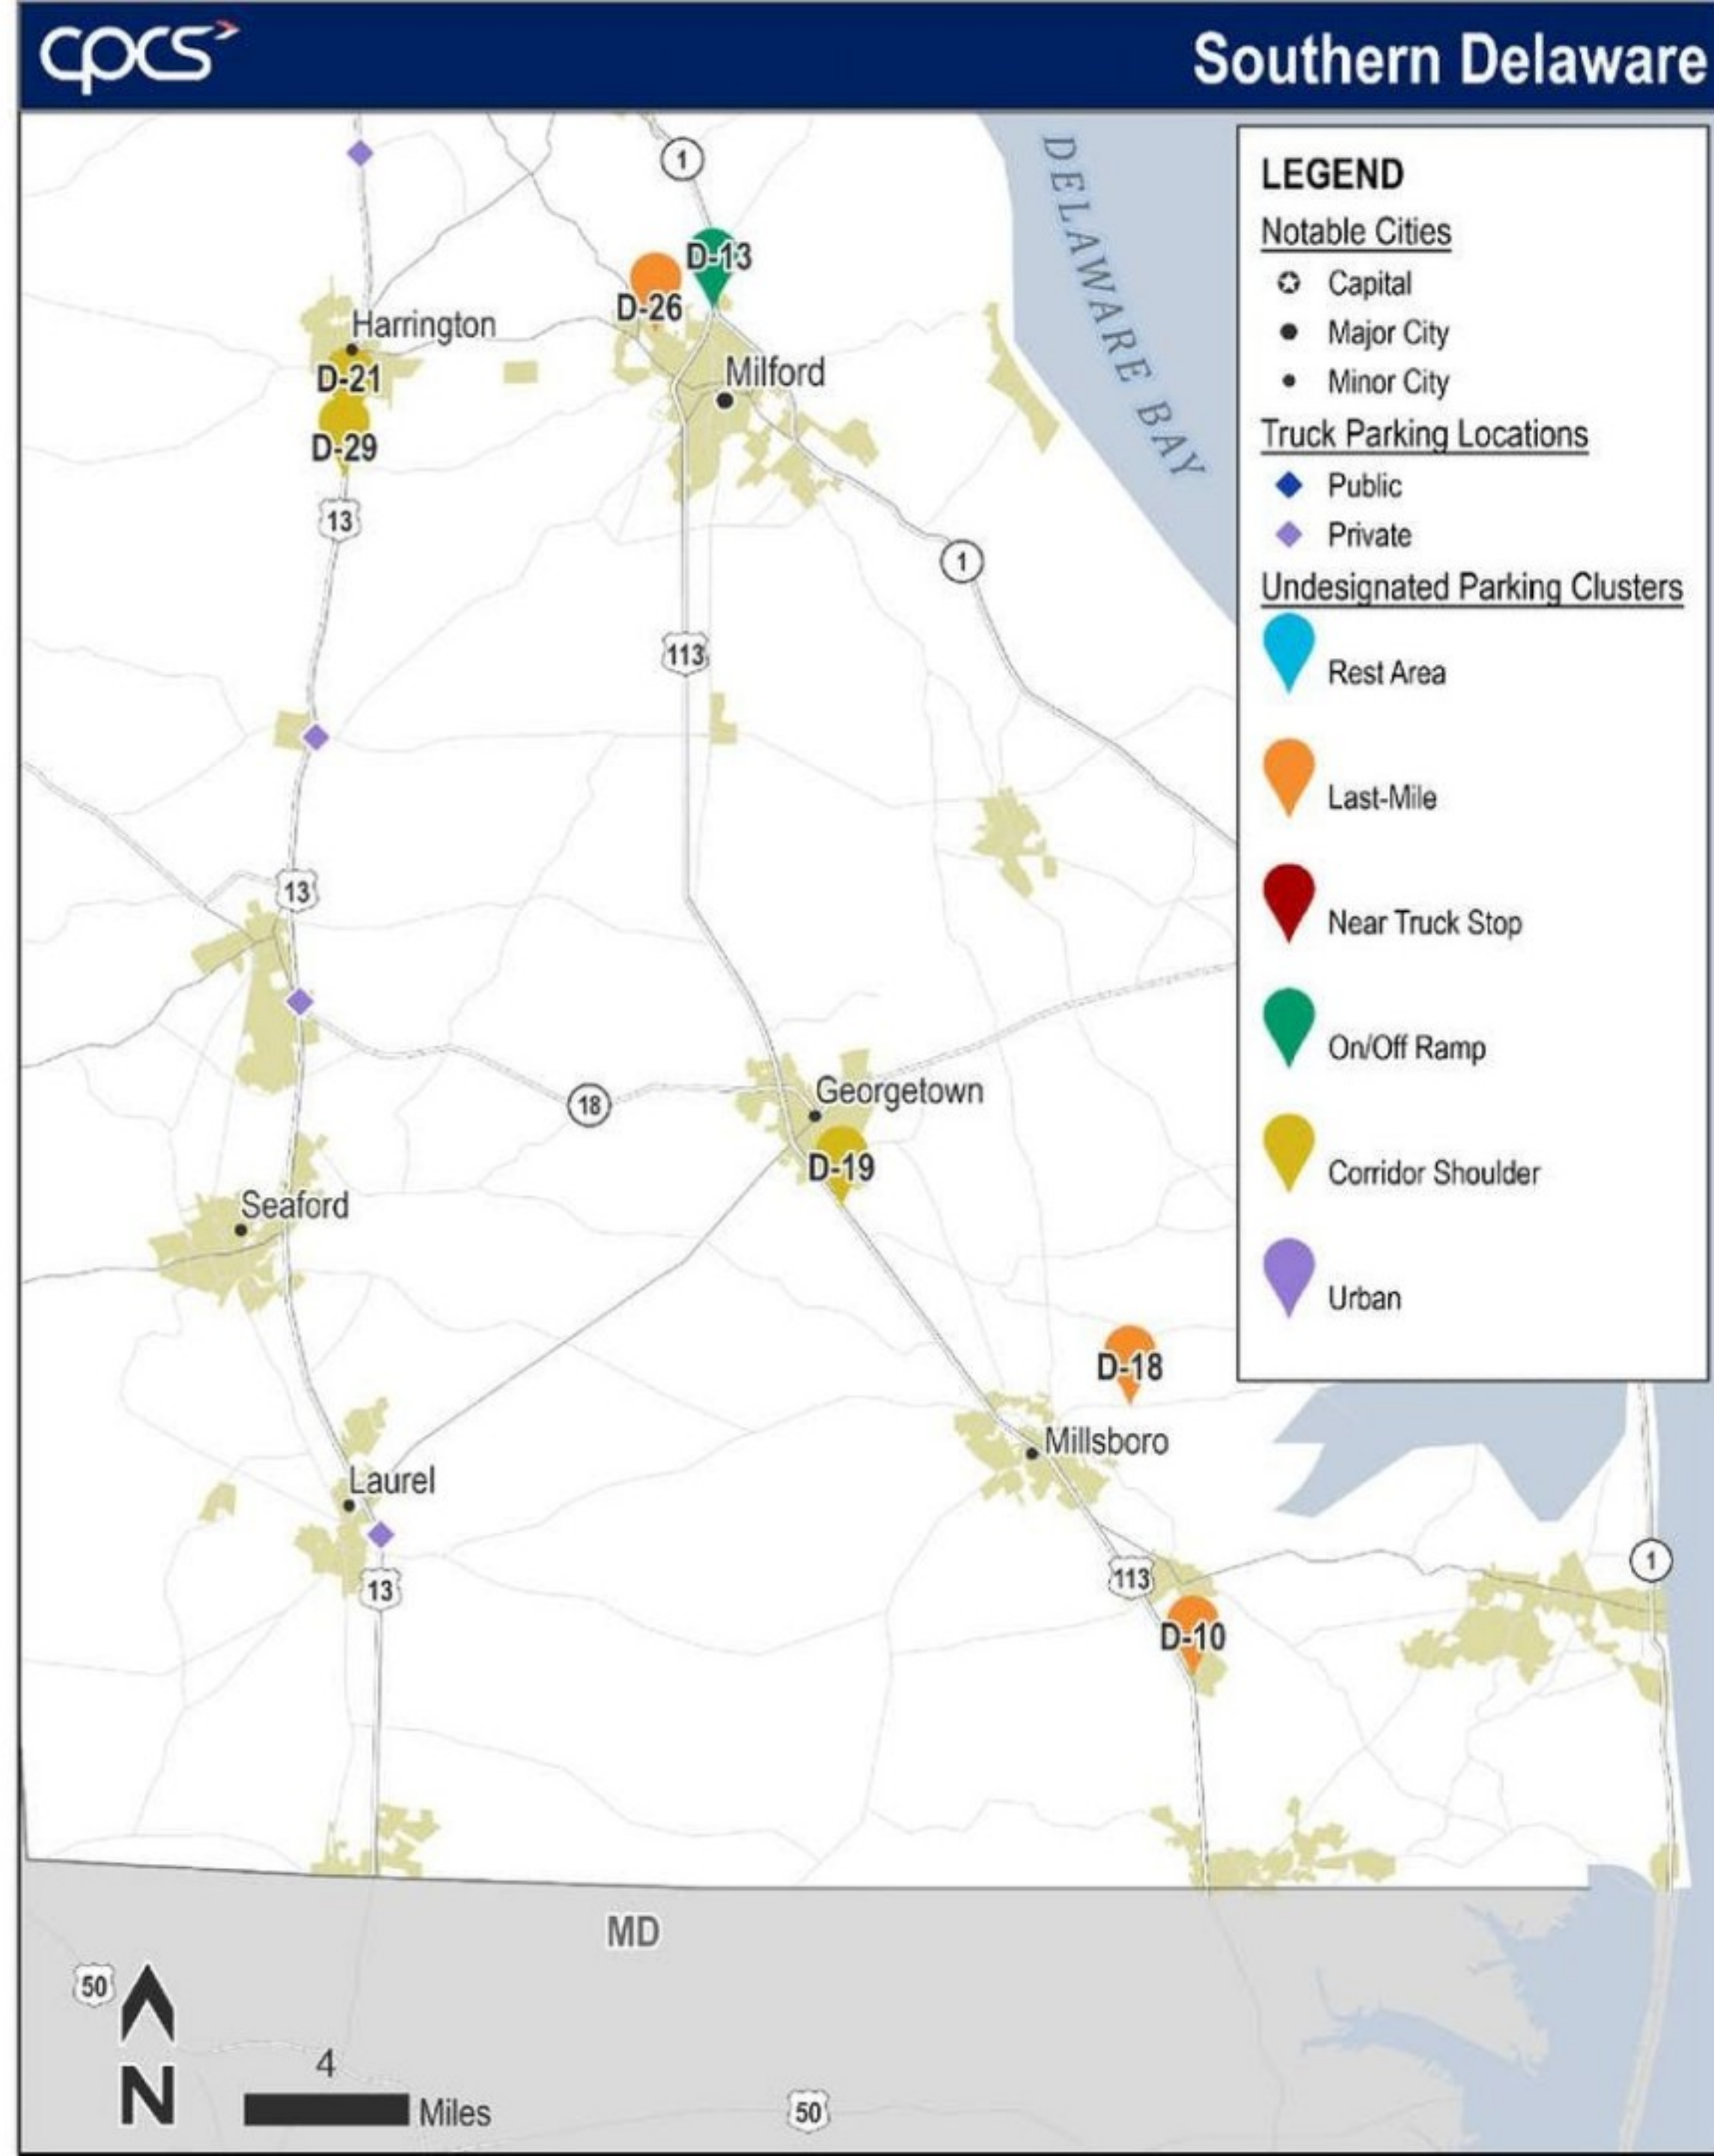 cpcs
Southern Delaware
LEGEND
Notable Cities
Capital
Major City
Minor City
Truck Parking Locations
Public
Private
Undesignated Parking Clusters
Rest Area
Last-Mile
Near Truck Stop
On/Off Ramp
Corridor Shoulder
Urban
DELAWARE BAY
1
D-13
D-26
Harrington
D-21
Milford
D-29
13
1
113
13
18
Georgetown
D-19
Seaford
D-18
Millsboro
Laurel
13
113
1
D-10
MD
50
N
4
Miles
50